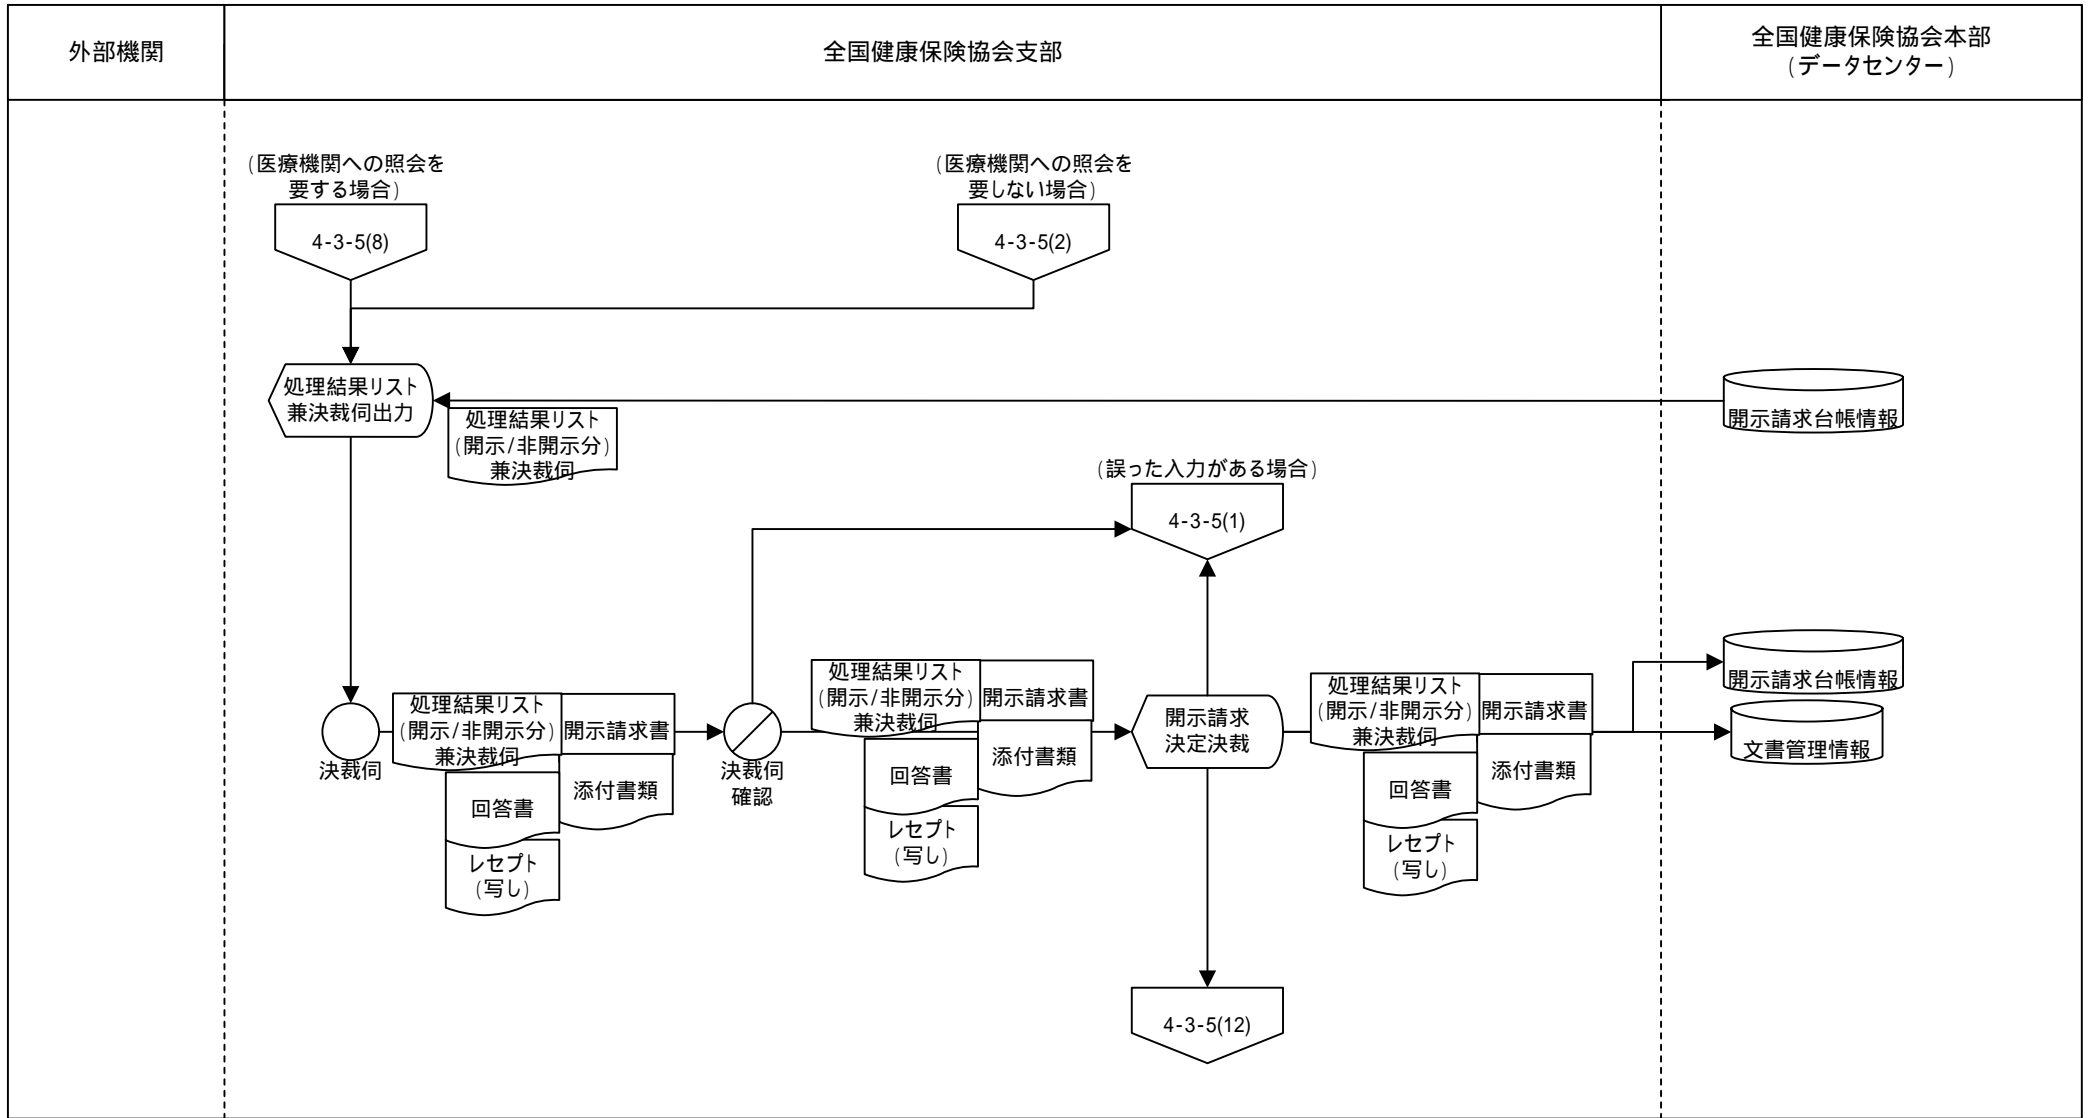 外部機関
全国健康保険協会支部
全国健康保険協会本部
(データセンター)
(医療機関への照会を
要する場合)
4-3-5(8)
(医療機関への照会を
要しない場合)
4-3-5(2)
処理結果リスト
兼決裁伺出力
処理結果リスト
(開示/非開示分)
兼決裁伺
開示請求台帳情報
(誤った入力がある場合)
4-3-5(1)
決裁伺
処理結果リスト
(開示/非開示分)
兼決裁伺
開示請求書
添付書類
回答書
レセプト
(写し)
決裁伺
確認
処理結果リスト
(開示/非開示分)
兼決裁伺
開示請求書
添付書類
回答書
レセプト
(写し)
開示請求
決定決裁
処理結果リスト
(開示/非開示分)
兼決裁伺
開示請求書
添付書類
回答書
レセプト
(写し)
開示請求台帳情報
文書管理情報
4-3-5(12)